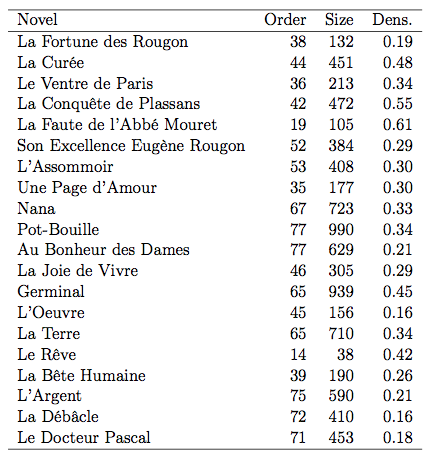 Novel Order Size Dens.
La Fortune des Rougon 38 132 0.19
La Curée 44 451 0.48
Le Ventre de Paris 36 213 0.34
La Conquête de Plassans 42 472 0.55
La Faute de l'Abbé Mouret 19 105 0.61
Son Excellence Eugène Rougon 52 384 0.29
L'Assommoir 53 408 0.30
Une Page d'Amour 35 177 0.30
Nana 67 723 0.33
Pot-Bouille 77 990 0.34
Au Bonheur des Dames 77 629 0.21
La Joie de Vivre 46 305 0.29
Germinal 65 939 0.45
L'Oeuvre 45 156 0.16
La Terre 65 710 0.34
Le Rêve 14 38 0.42
La Bête Humaine 39 190 0.26
L'Argent 75 590 0.21
La Débâcle 72 410 0.16
Le Docteur Pascal 71 453 0.18